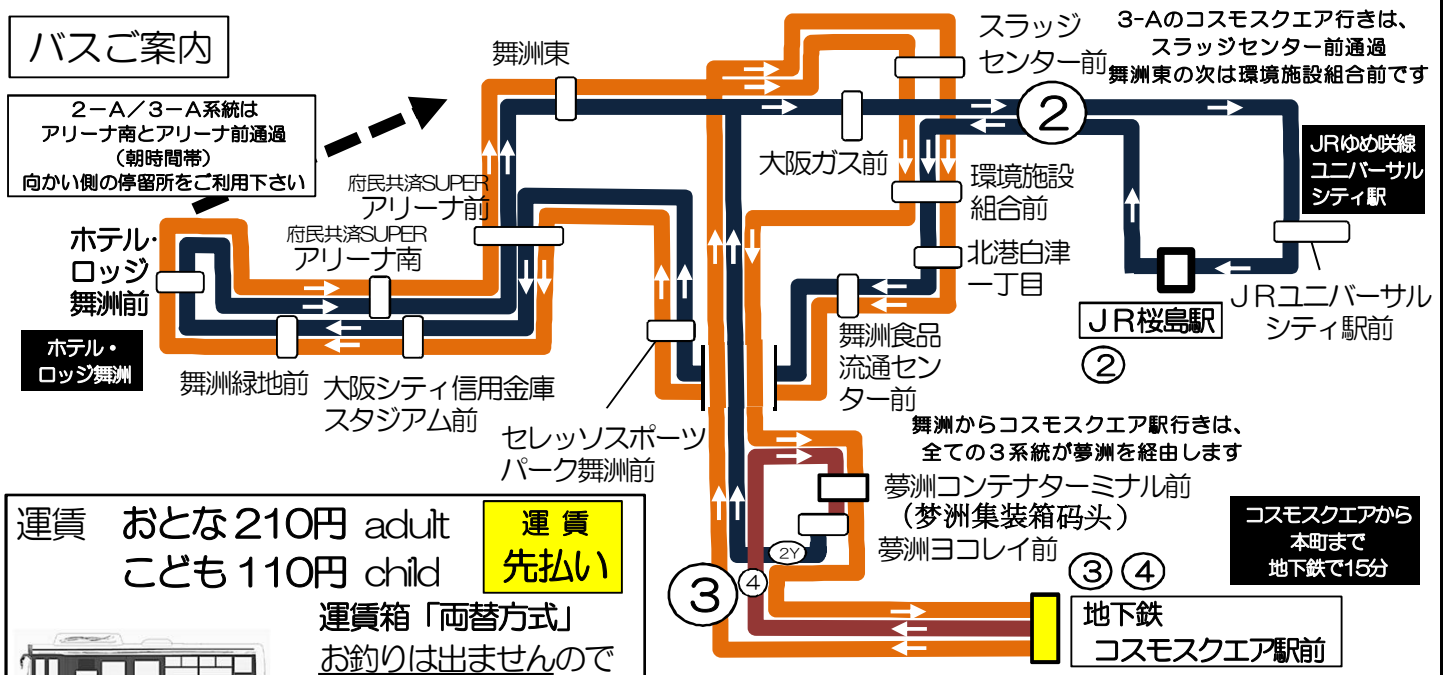 バスご案内
2-A/3-A系統は
アリーナ南とアリーナ前通過
(朝時間帯)
向かい側の停留所をご利用下さい
舞洲東
スラッジ
センター前
3-Aのコスモスクエア行きは、
スラッジセンター前通過
舞洲東の次は環境施設組合前です
②
大阪ガス前
環境施設
組合前
北港白津
一丁目
JRゆめ咲線
ユニバーサル
シティ駅
府民共済SUPER
アリーナ前
府民共済SUPER
アリーナ南
ホテル・
ロッジ
舞洲前
ホテル・
ロッジ舞洲
舞洲緑地前
大阪シティ信用金庫
スタジアム前
セレッソスポーツ
パーク舞洲前
舞洲食品
流通セン
ター前
JR桜島駅
②
JRユニバーサル
シティ駅前
舞洲からコスモスクエア駅行きは、
全ての3系統が夢洲を経由します
夢洲コンテナターミナル前
(梦洲集装箱码头)
夢洲ヨコレイ前
2Y
③
④
③ ④
コスモスクエアから
本町まで
地下鉄で15分
地下鉄
コスモスクエア駅前
運賃 おとな210円 adult
こども110円 child
運賃
先払い
運賃箱「両替方式」
お釣りは出ませんので